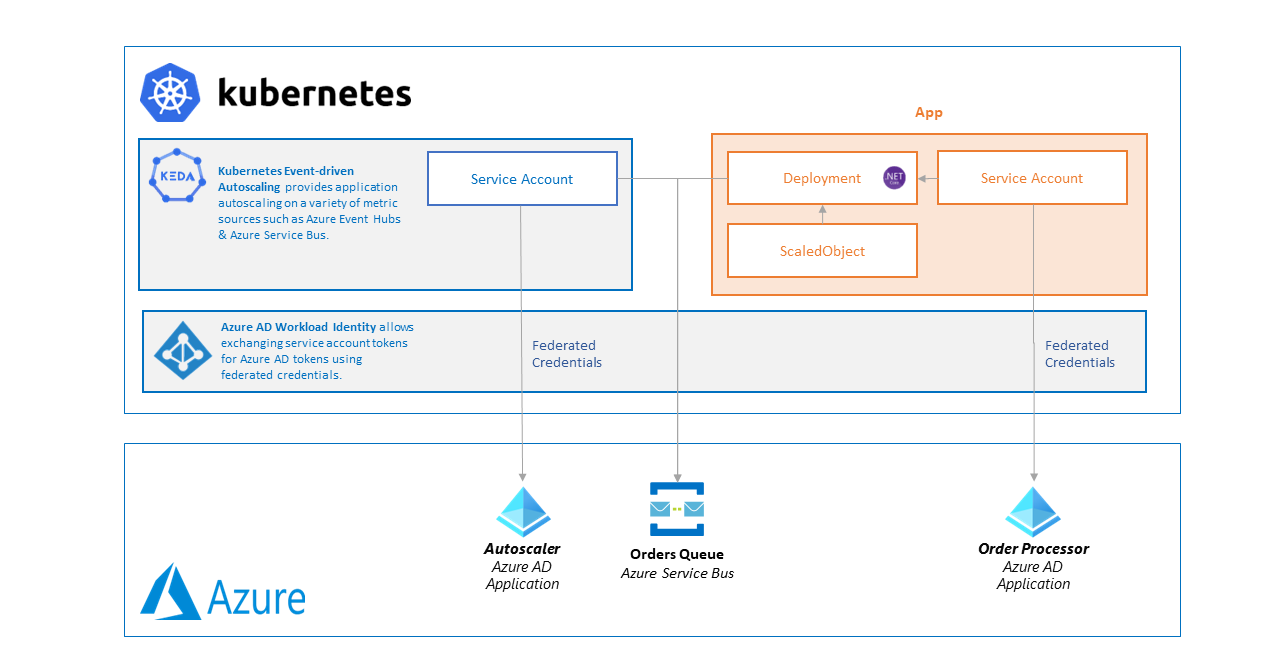 kubernetes
App
KEDA
Kubernetes Event-driven
Autoscaling provides application
autoscaling on a variety of metric
sources such as Azure Event Hubs
& Azure Service Bus.
Service Account
Deployment
.NET
Core
Service Account
ScaledObject
Azure AD Workload Identity allows
exchanging service account tokens
for Azure AD tokens using
federated credentials.
Federated
Credentials
Federated
Credentials
Autoscaler
Azure AD
Application
Orders Queue
Azure Service Bus
Order Processor
Azure AD
Application
Azure